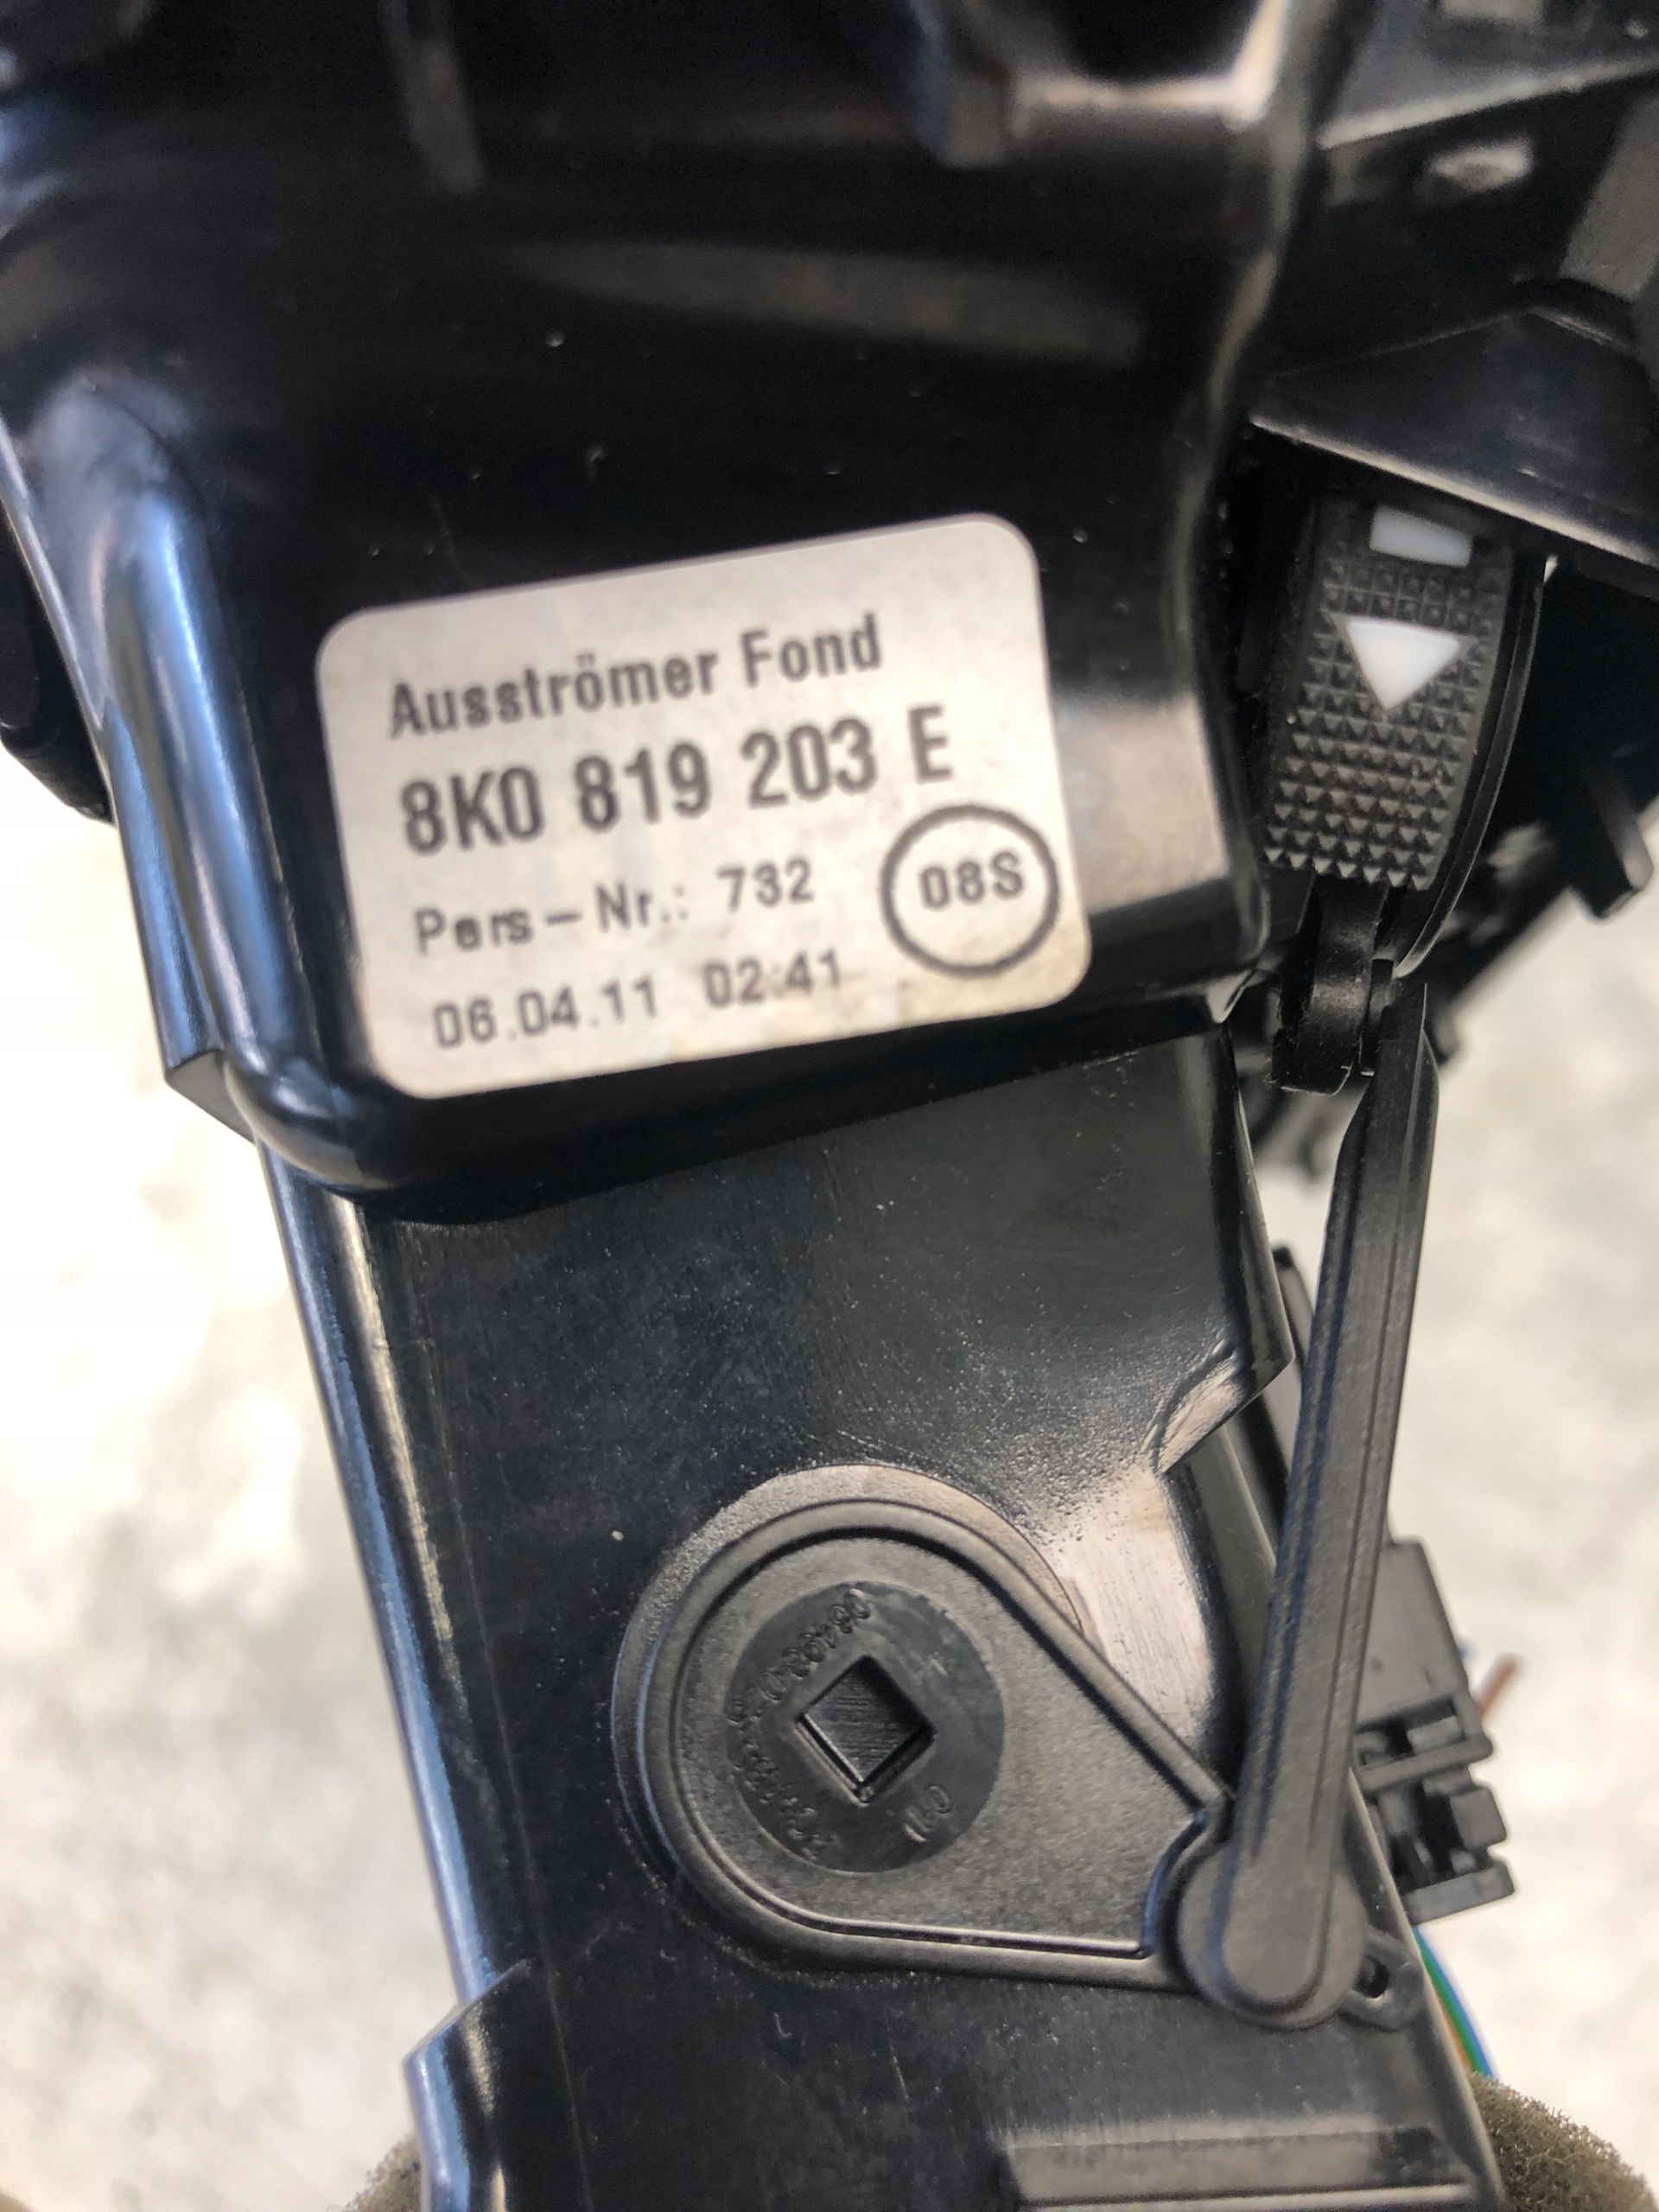 Ausströmer Fond
8K0 819 203 E
Pers-Nr.: 732
08S
06.04.11 02:41